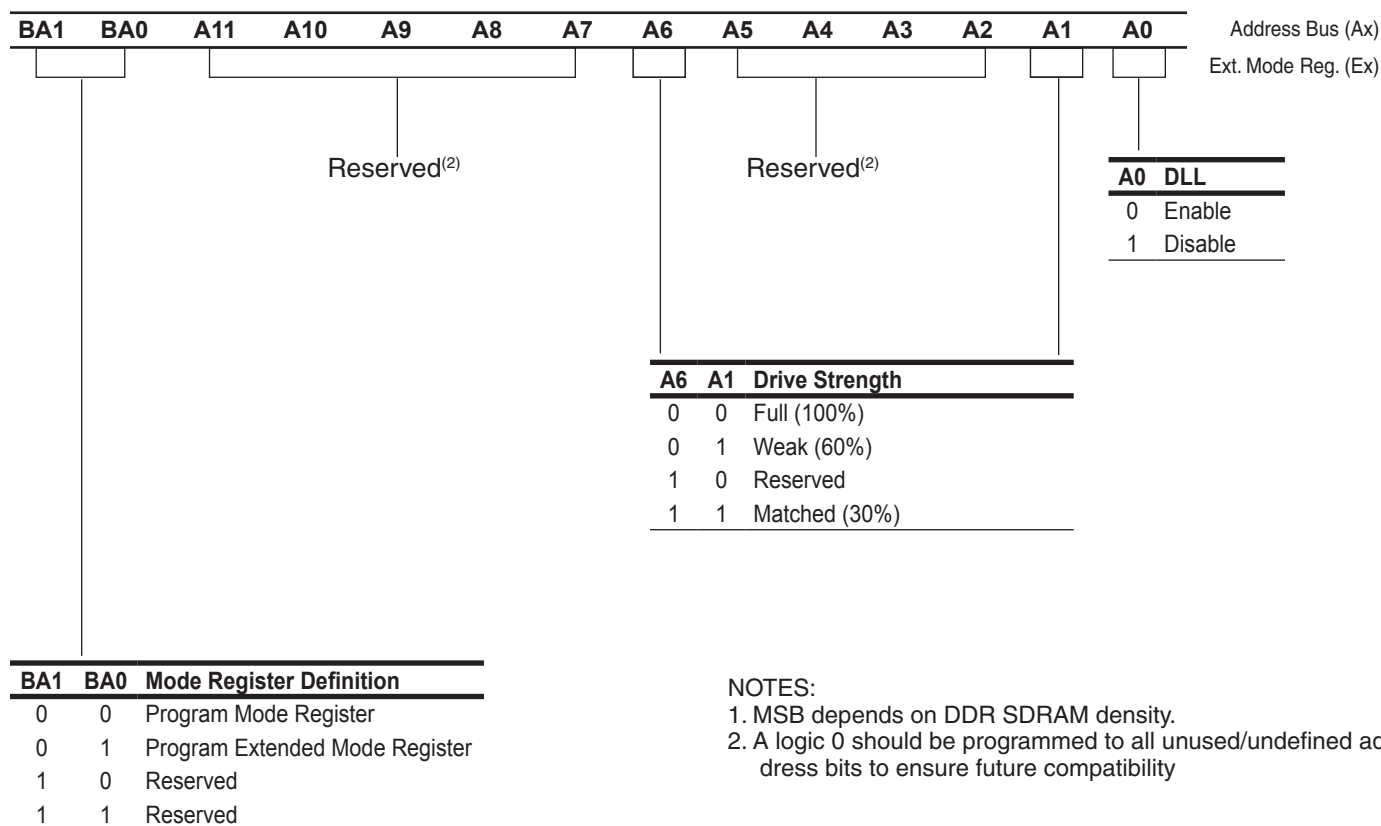 BA1 BA0 A11 A10 A9 A8 A7 A6 A5 A4 A3 A2 A1 A0 Address Bus (Ax)
Ext. Mode Reg. (Ex)
Reserved(2) Reserved(2)
A0 DLL
0 Enable
1 Disable
A6 A1 Drive Strength
0 0 Full (100%)
0 1 Weak (60%)
1 0 Reserved
1 1 Matched (30%)
BA1 BA0 Mode Register Definition
0 0 Program Mode Register
0 1 Program Extended Mode Register
1 0 Reserved
1 1 Reserved
NOTES:
1. MSB depends on DDR SDRAM density.
2. A logic 0 should be programmed to all unused/undefined ad
dress bits to ensure future compatibility